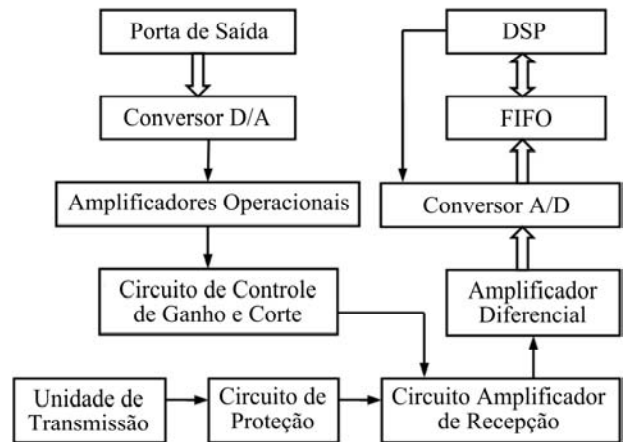 Porta de Saída
DSP
Conversor D/A
FIFO
Amplificadores Operacionais
Conversor A/D
Circuito de Controle
de Ganho e Corte
Amplificador
Diferencial
Unidade de
Transmissão
Circuito de
Proteção
Circuito Amplificador
de Recepção